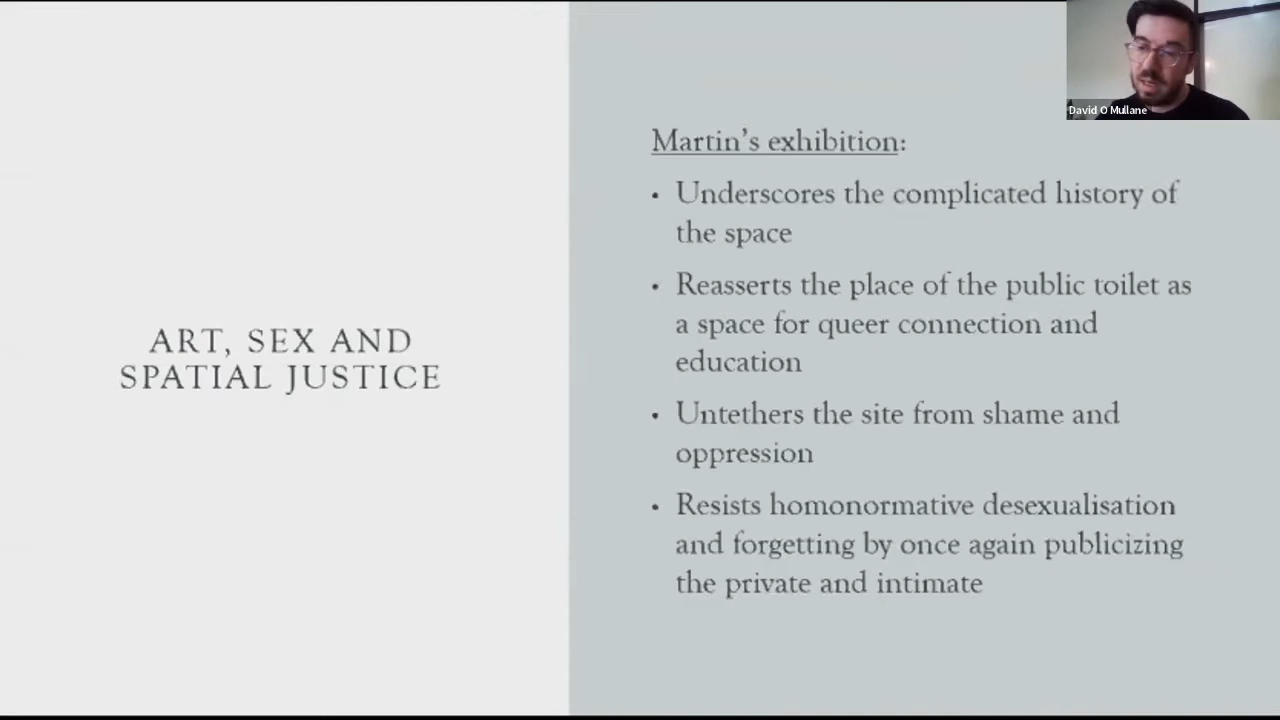 David O Mullane
ART, SEX AND
SPATIAL JUSTICE
Martin's exhibition:
• Underscores the complicated history of
the space
• Reasserts the place of the public toilet as
a space for queer connection and
education
• Untethers the site from shame and
oppression
• Resists homonormative desexualisation
and forgetting by once again publicizing
the private and intimate